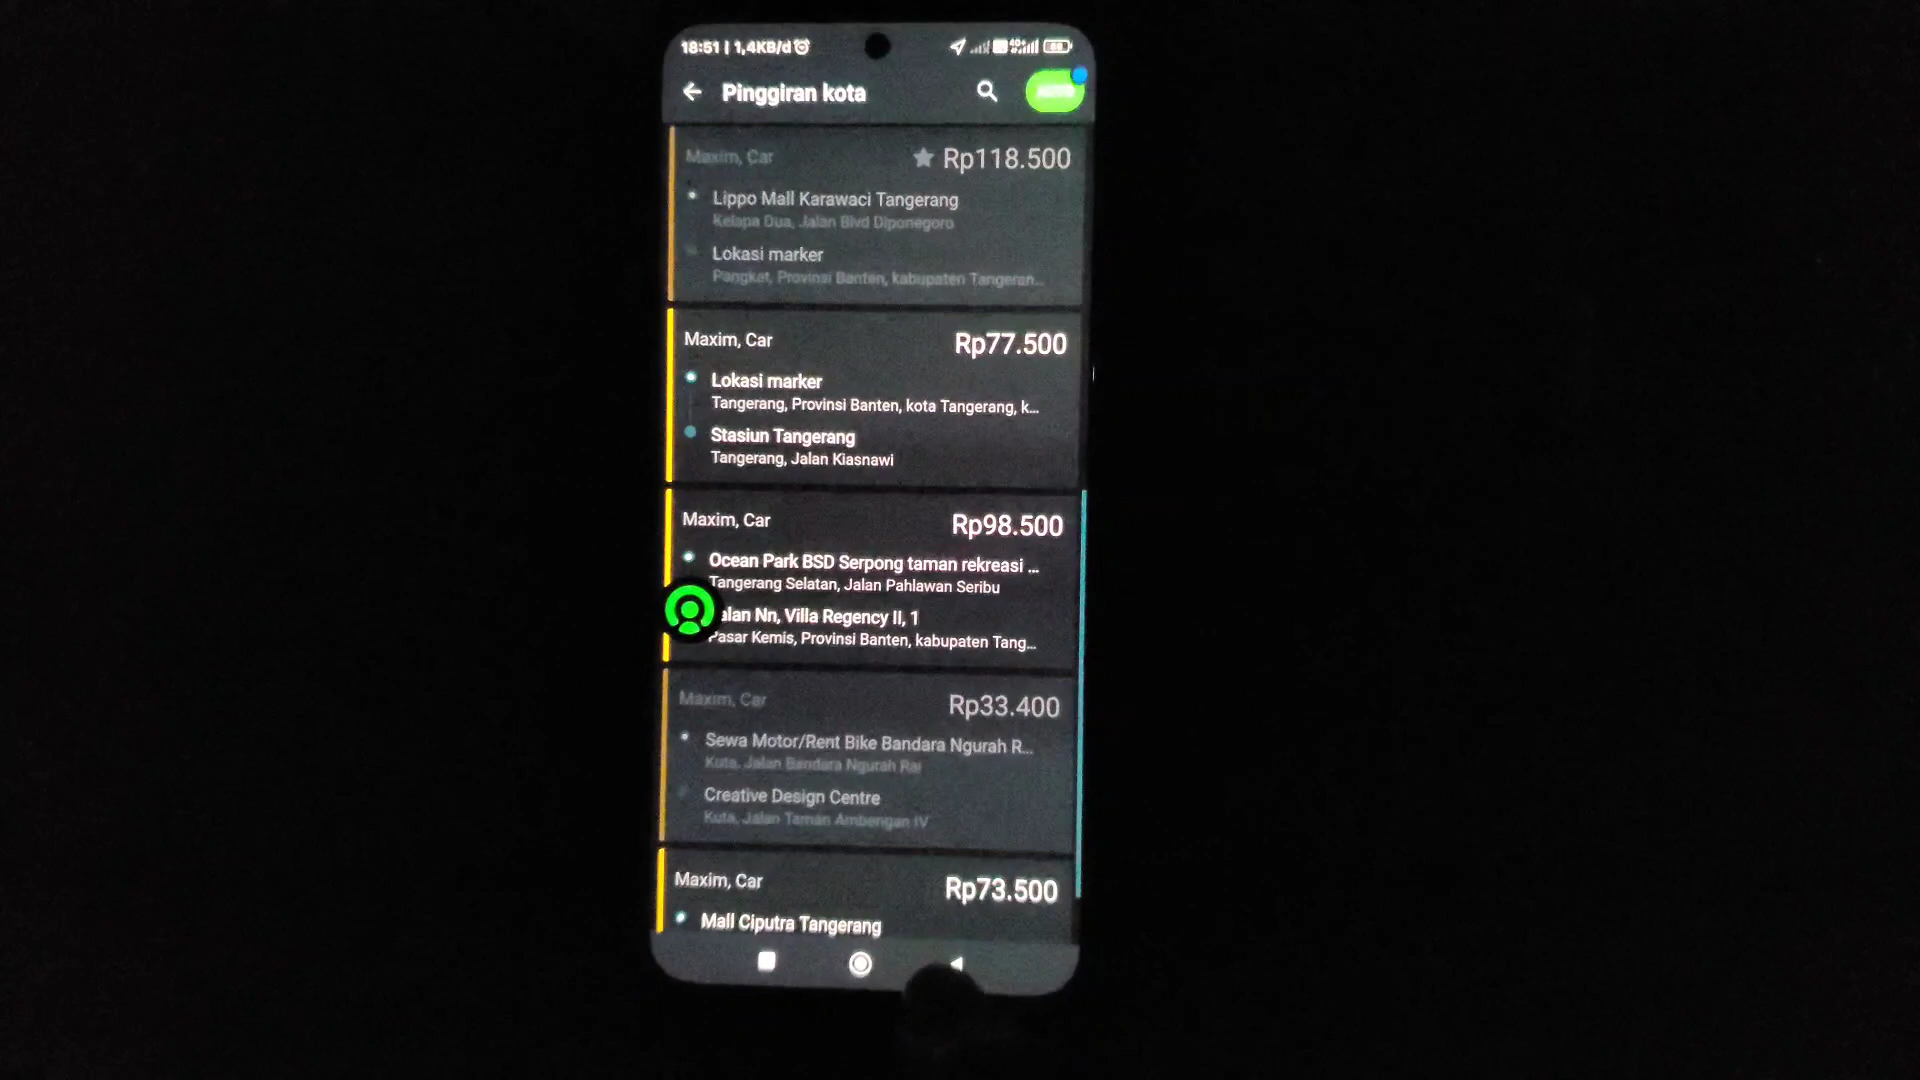 18:51 | 1,4KB/d
Pinggiran kota
Maxim, Car
Rp118.500
Lippo Mall Karawaci Tangerang
Kelapa Dua, Jalan Blvd Diponegoro
Lokasi marker
Pangket, Provinsi Banten, kabupaten Tangeran...
Maxim, Car
Rp77.500
Lokasi marker
Tangerang, Provinsi Banten, kota Tangerang, k...
Stasiun Tangerang
Tangerang, Jalan Kiasnawi
Maxim, Car
Rp98.500
Ocean Park BSD Serpong taman rekreasi ...
Tangerang Selatan, Jalan Pahlawan Seribu
alan Nn, Villa Regency II, 1
Pasar Kemis, Provinsi Banten, kabupaten Tang...
Maxim, Car
Rp33.400
Sewa Motor/Rent Bike Bandara Ngurah R...
Kuta, Jalan Bandara Ngurah Rai
Creative Design Centre
Kuta, Jalan Taman Ambengan IV
Maxim, Car
Rp73.500
Mall Ciputra Tangerang